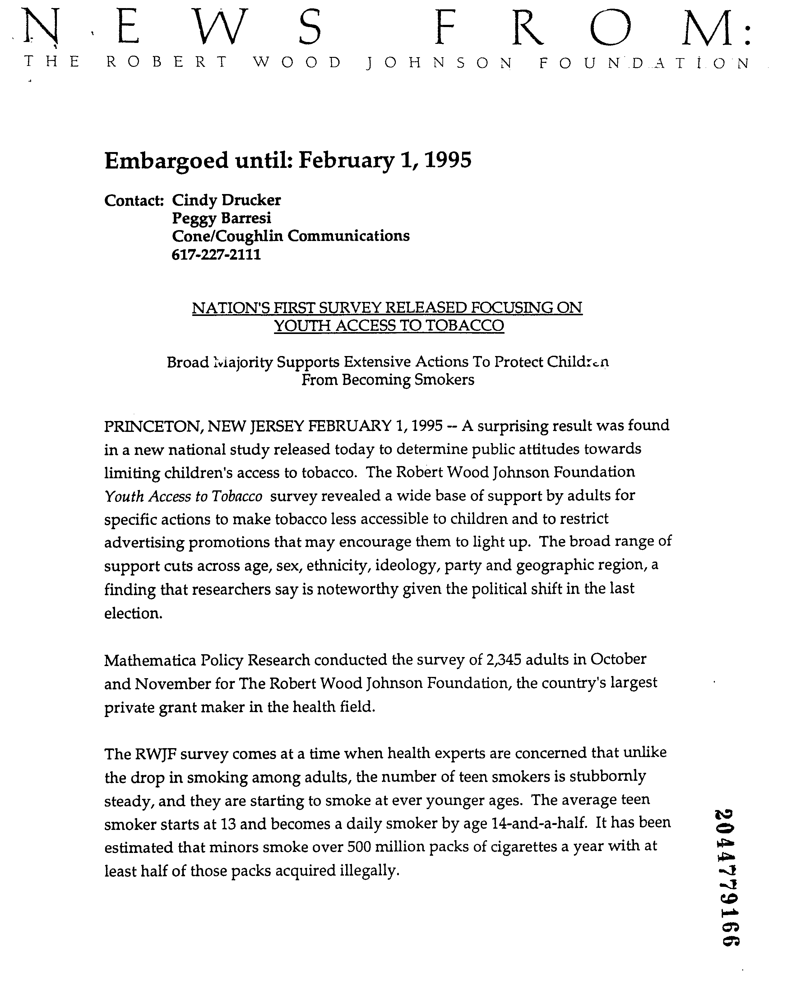 NEWS FROM:
THE ROBERT WOOD JOHNSON FOUNDATION
Embargoed until: February 1, 1995
Contact: Cindy Drucker
Peggy Barresi
Cone/Coughlin Communications
617-227-2111
NATION'S FIRST SURVEY RELEASED FOCUSING ON
YOUTH ACCESS TO TOBACCO
Broad Majority Supports Extensive Actions To Protect Children
From Becoming Smokers
PRINCETON, NEW JERSEY FEBRUARY 1, 1995 -- A surprising result was found
in a new national study released today to determine public attitudes towards
limiting children's access to tobacco. The Robert Wood Johnson Foundation
Youth Access to Tobacco survey revealed a wide base of support by adults for
specific actions to make tobacco less accessible to children and to restrict
advertising promotions that may encourage them to light up. The broad range of
support cuts across age, sex, ethnicity, ideology, party and geographic region, a
finding that researchers say is noteworthy given the political shift in the last
election.
Mathematica Policy Research conducted the survey of 2,345 adults in October
and November for The Robert Wood Johnson Foundation, the country's largest
private grant maker in the health field.
The RWJF survey comes at a time when health experts are concerned that unlike
the drop in smoking among adults, the number of teen smokers is stubbornly
steady, and they are starting to smoke at ever younger ages. The average teen
smoker starts at 13 and becomes a daily smoker by age 14-and-a-half. It has been
estimated that minors smoke over 500 million packs of cigarettes a year with at
least half of those packs acquired illegally.
2044779166